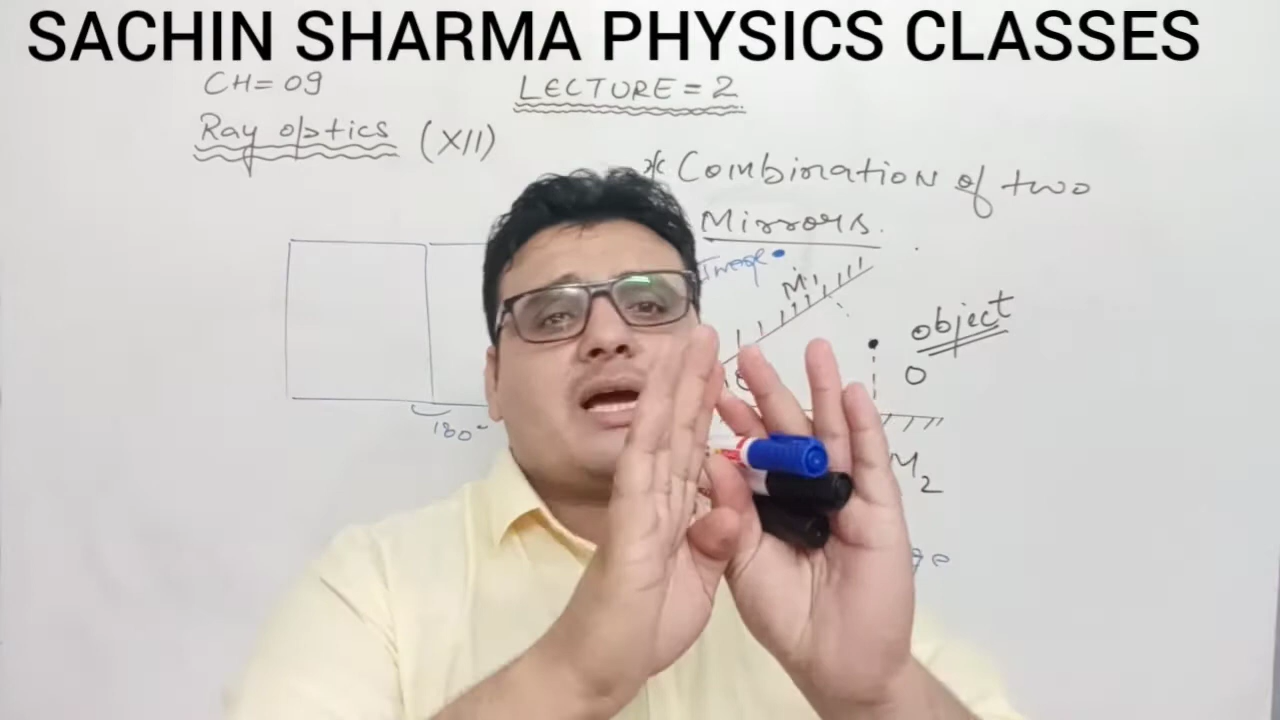 SACHIN SHARMA PHYSICS CLASSES
CH=09
LECTURE=2
Ray optics (XII)
* Combination of two
Mirrors.
Image
M1
object
O
180°
M2